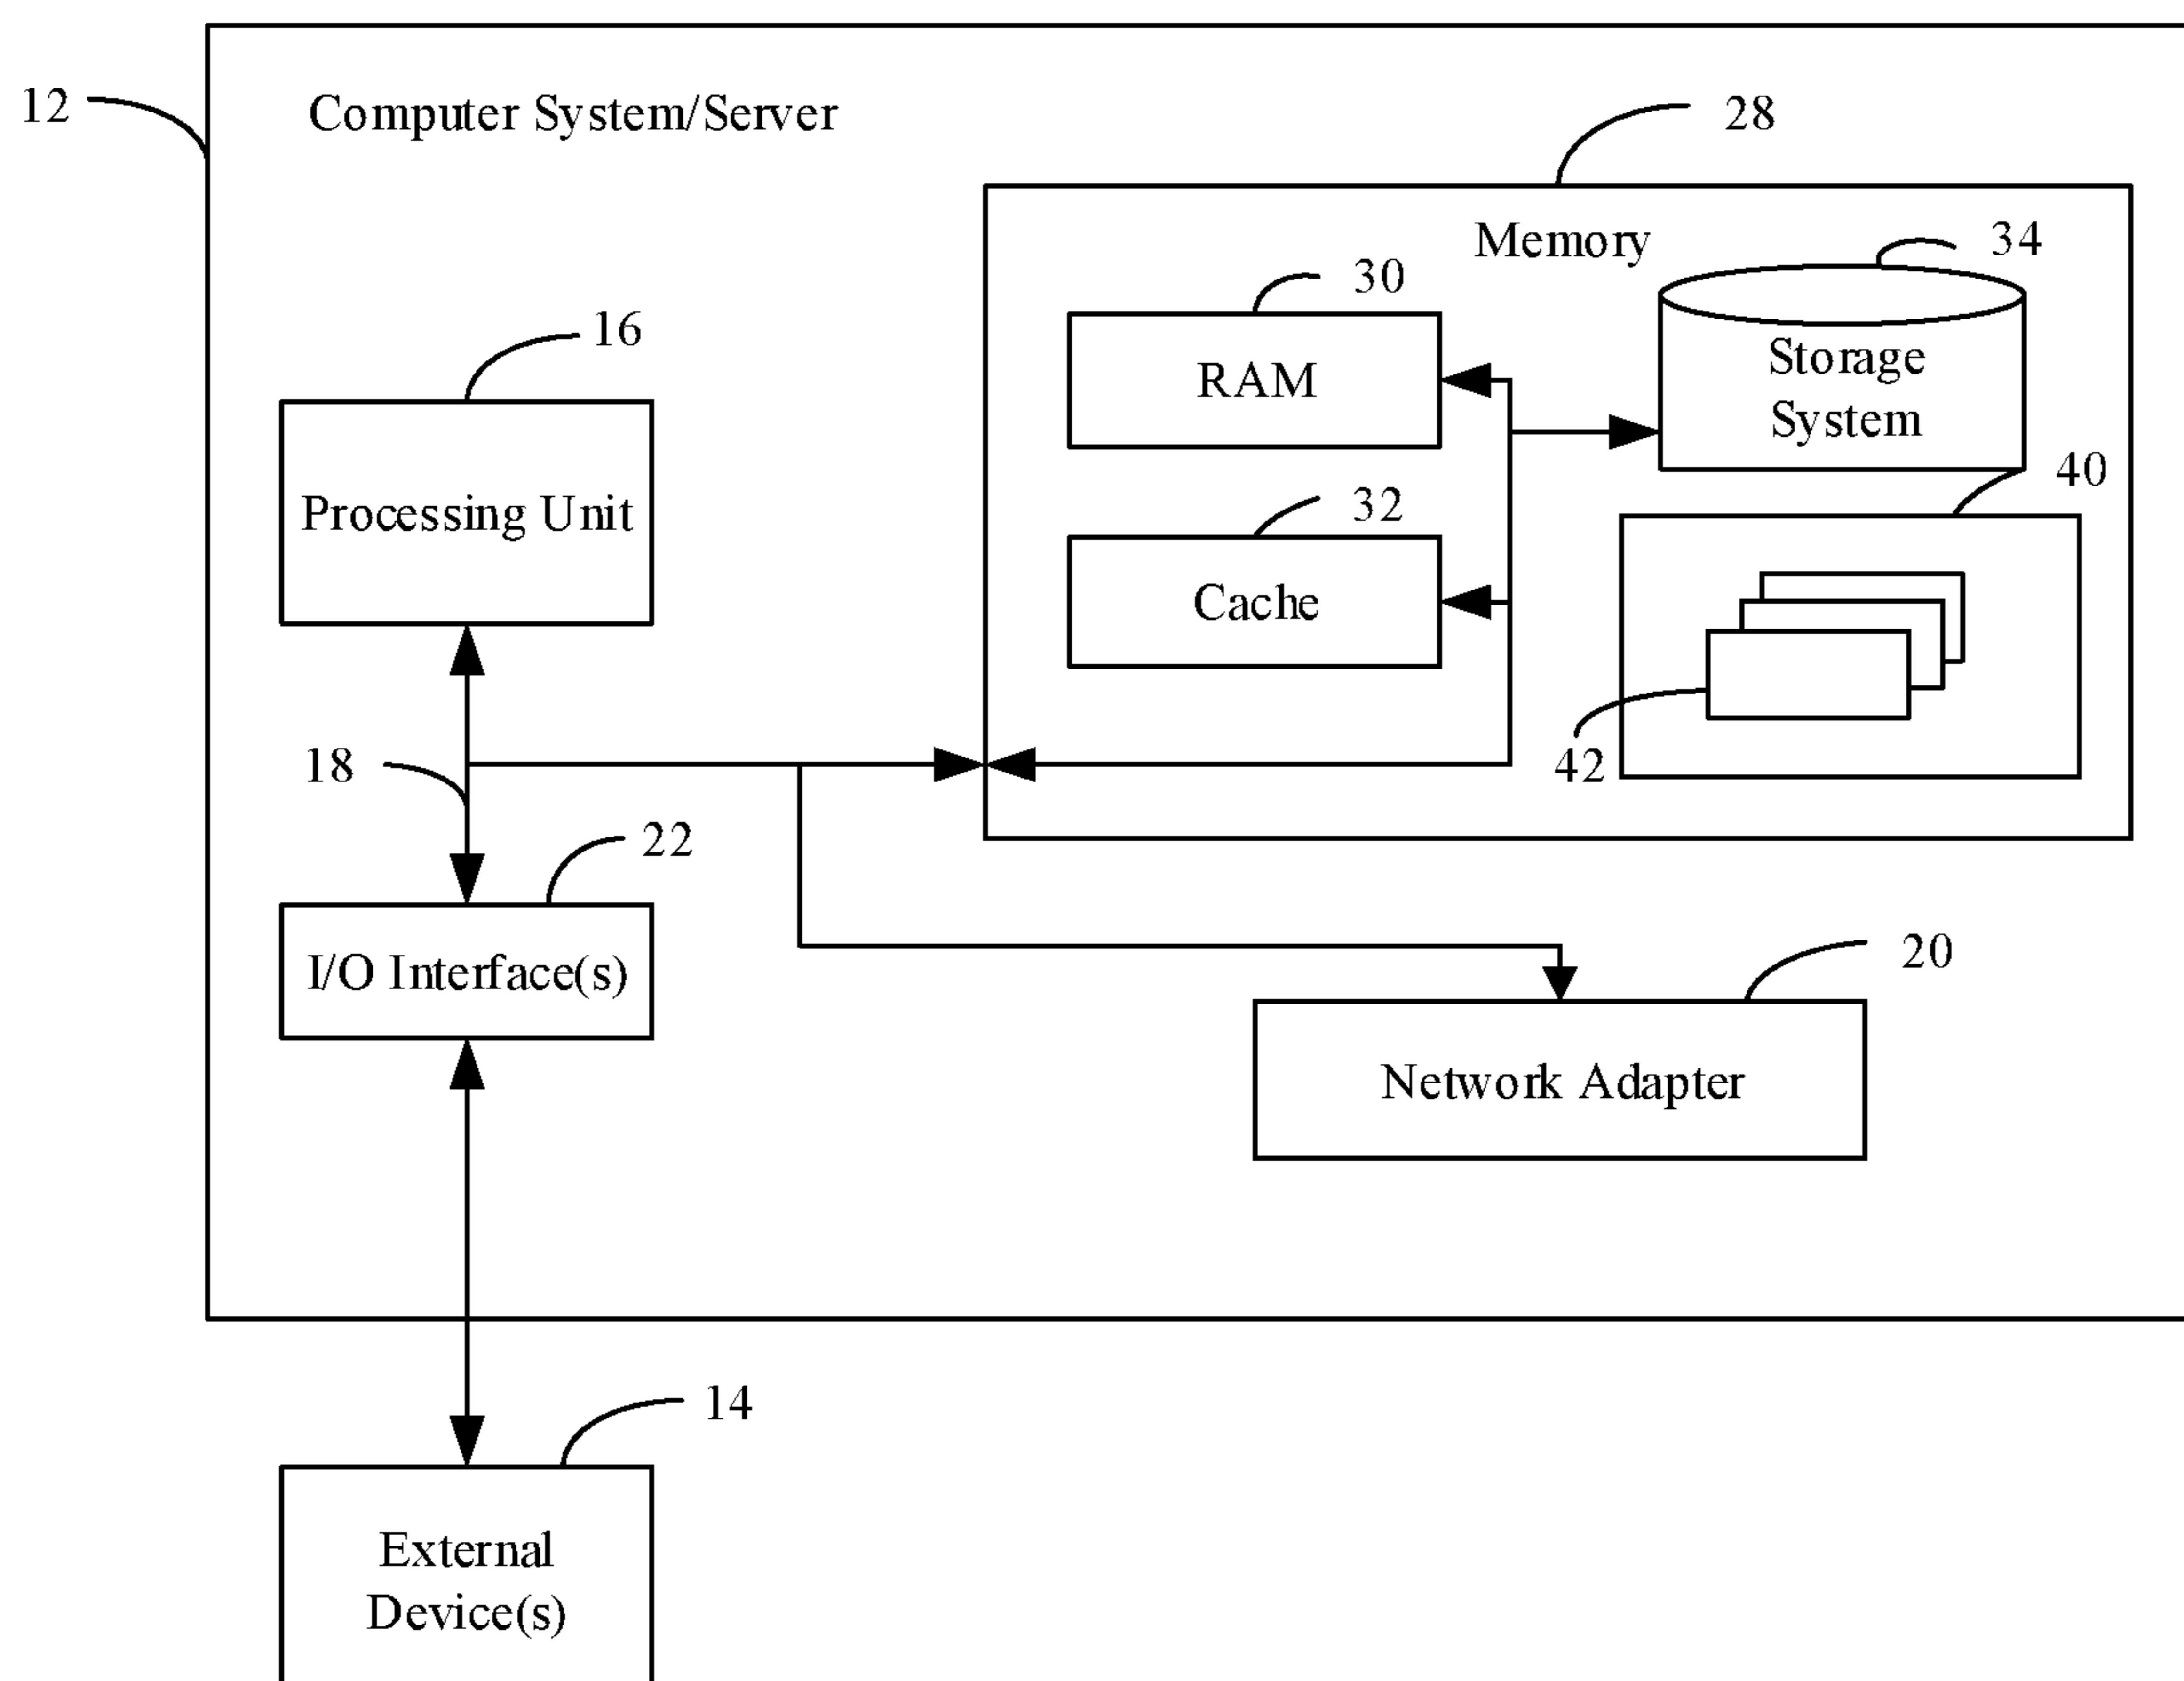 12
Computer System/Server
28
Memory
34
30
16
RAM
Storage
System
40
32
Processing Unit
Cache
18
42
22
20
I/O Interface(s)
Network Adapter
14
External
Device(s)